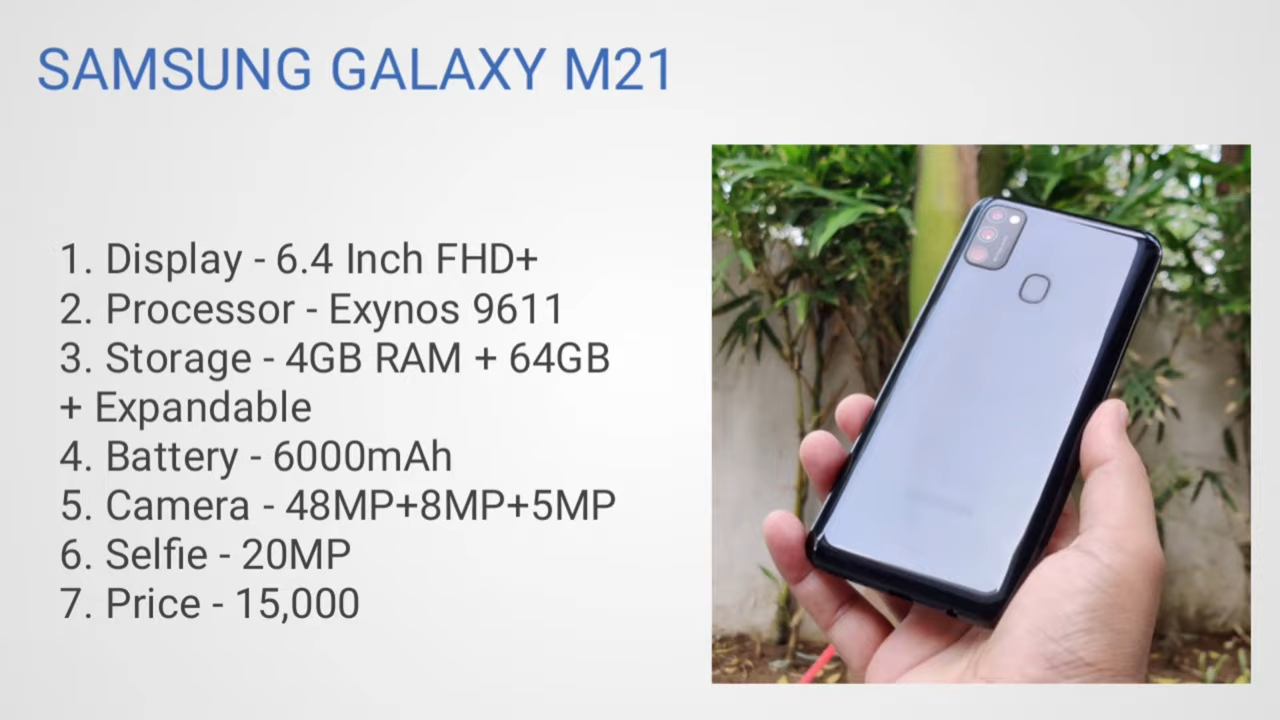 SAMSUNG GALAXY M21
1. Display - 6.4 Inch FHD+
2. Processor - Exynos 9611
3. Storage - 4GB RAM + 64GB
+ Expandable
4. Battery - 6000mAh
5. Camera - 48MP+8MP+5MP
6. Selfie - 20MP
7. Price - 15,000